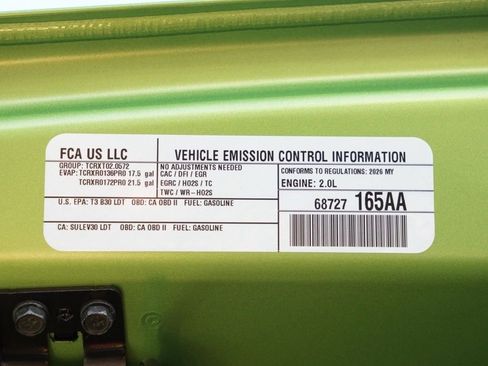 FCA US LLC
VEHICLE EMISSION CONTROL INFORMATION
GROUP: TCRXT02.0572
EVAP: TCRXR0136PR0 17.5 gal
TCRXR0172PR0 21.5 gal
NO ADJUSTMENTS NEEDED
CAC / DFI / EGR
EGRC / HO2S / TC
TWC / WR-HO2S
CONFORMS TO REGULATIONS: 2026 MY
ENGINE: 2.0L
U.S. EPA: T3 B30 LDT OBD: CA OBD II FUEL: GASOLINE
CA: SULEV30 LDT OBD: CA OBD II FUEL: GASOLINE
68727 165AA